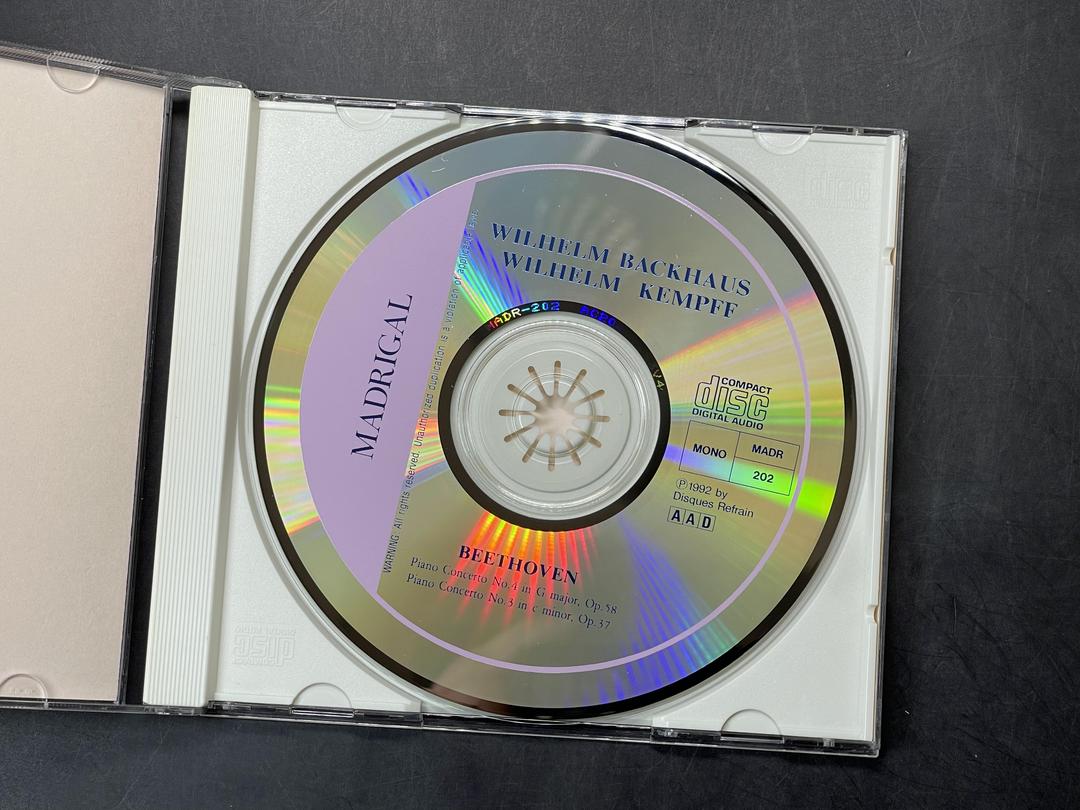 WILHELM BACKHAUS
WILHELM KEMPFF
MADRIGAL
WARNING: All rights reserved. Unauthorized duplication is a violation of applicable laws.
MADR-202
V4
COMPACT
disc
DIGITAL AUDIO
MONO
MADR
202
Ⓟ1992 by
Disques Refrain
AAD
BEETHOVEN
Piano Concerto No.4 in G major, Op.58
Piano Concerto No.3 in c minor, Op.37